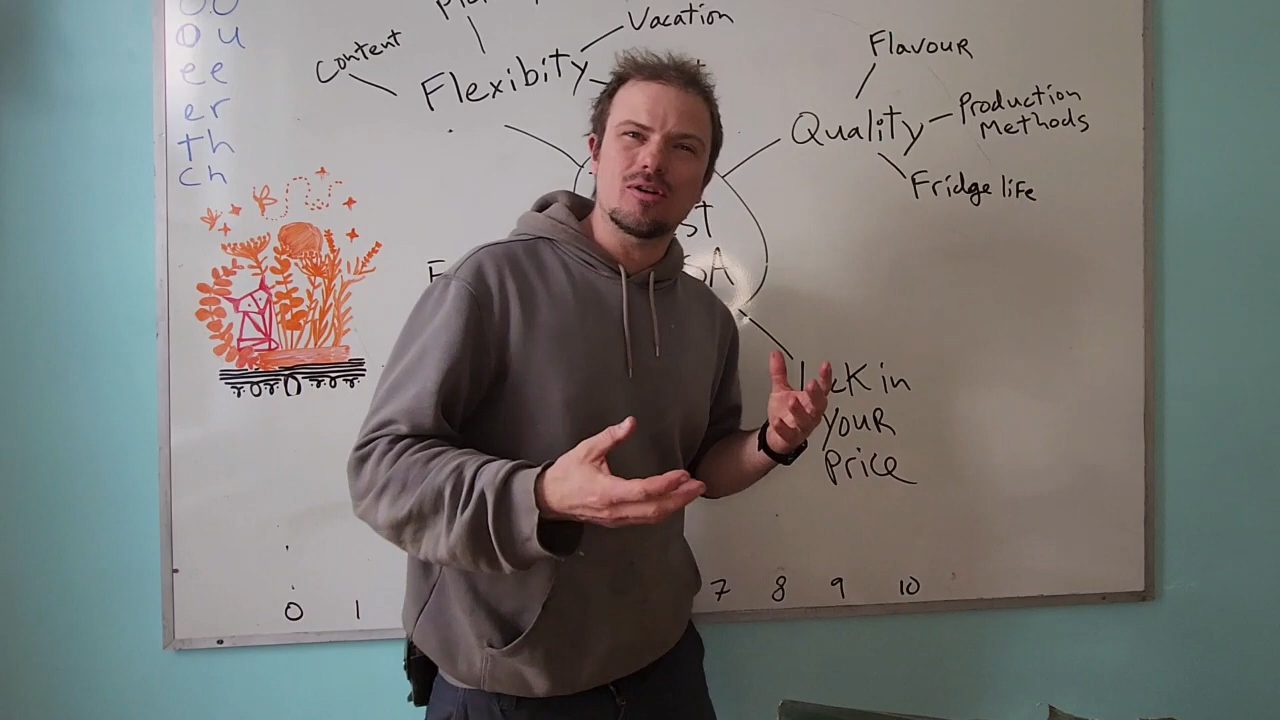 ou
ee
er
th
ch
Content
Vacation
Flexibity
Flavour
Quality
Production
Methods
Fridge life
in
YOUR
Price
0 1 7 8 9 10